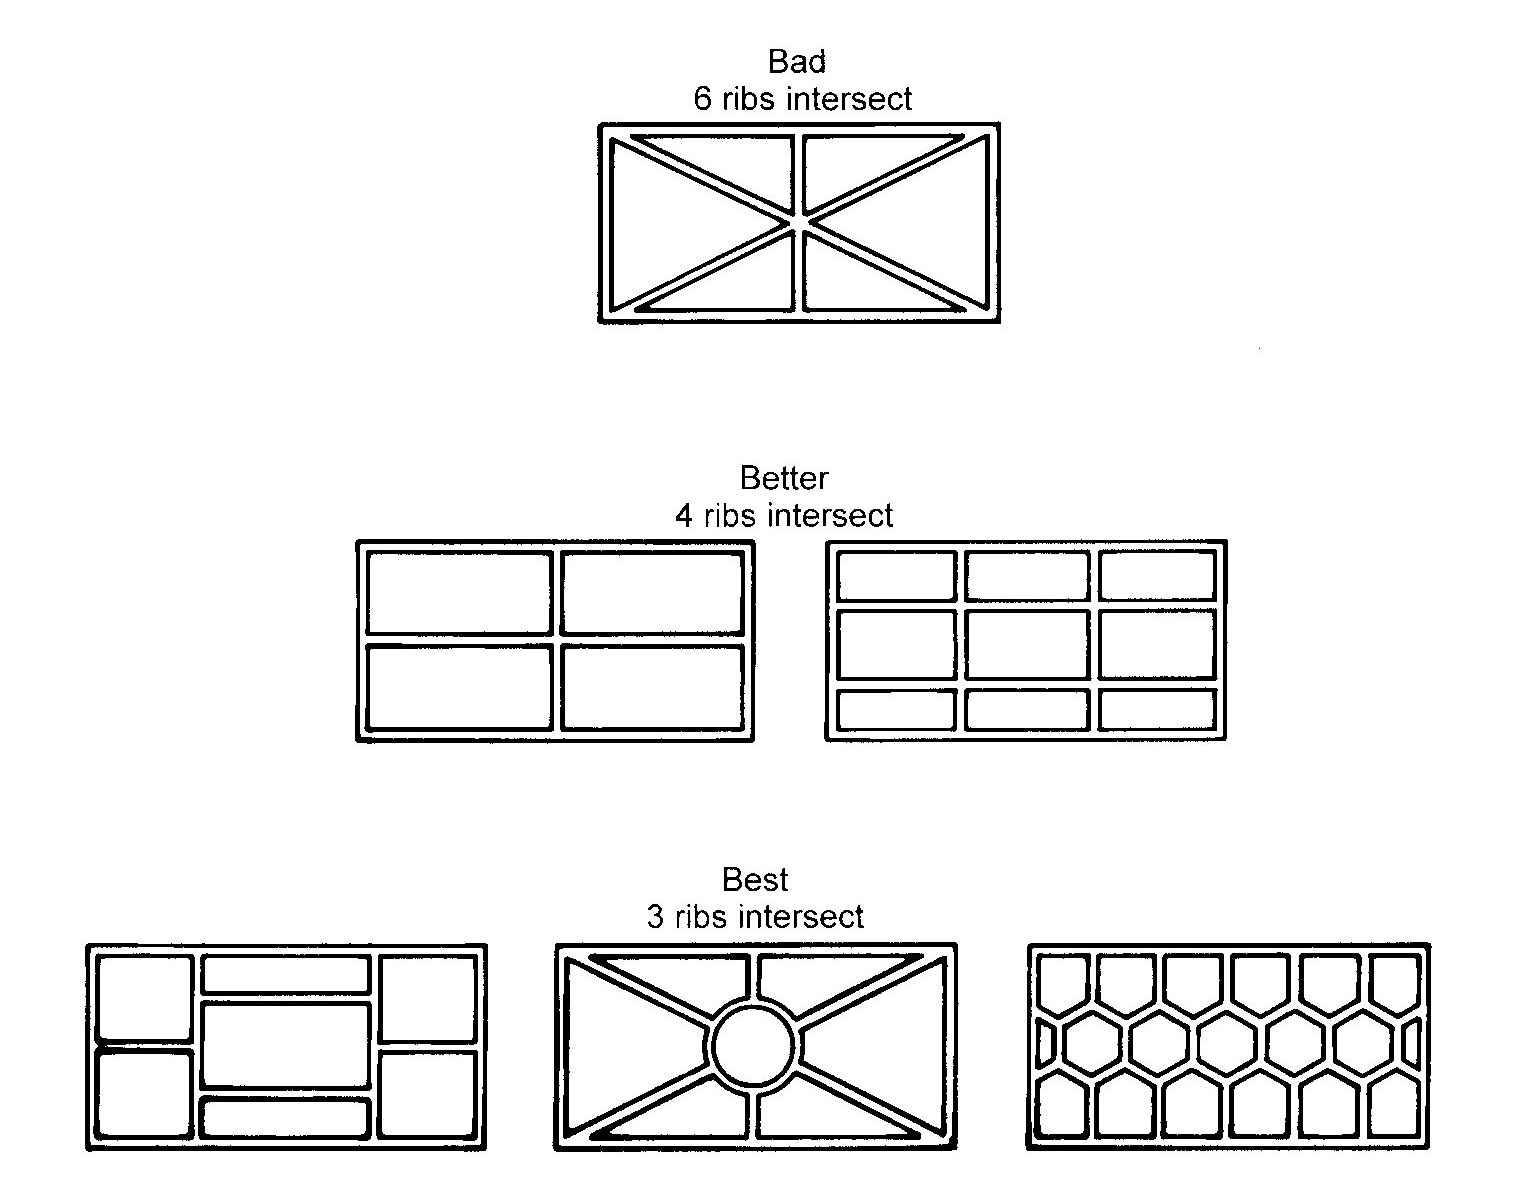 Bad
6 ribs intersect
Better
4 ribs intersect
Best
3 ribs intersect